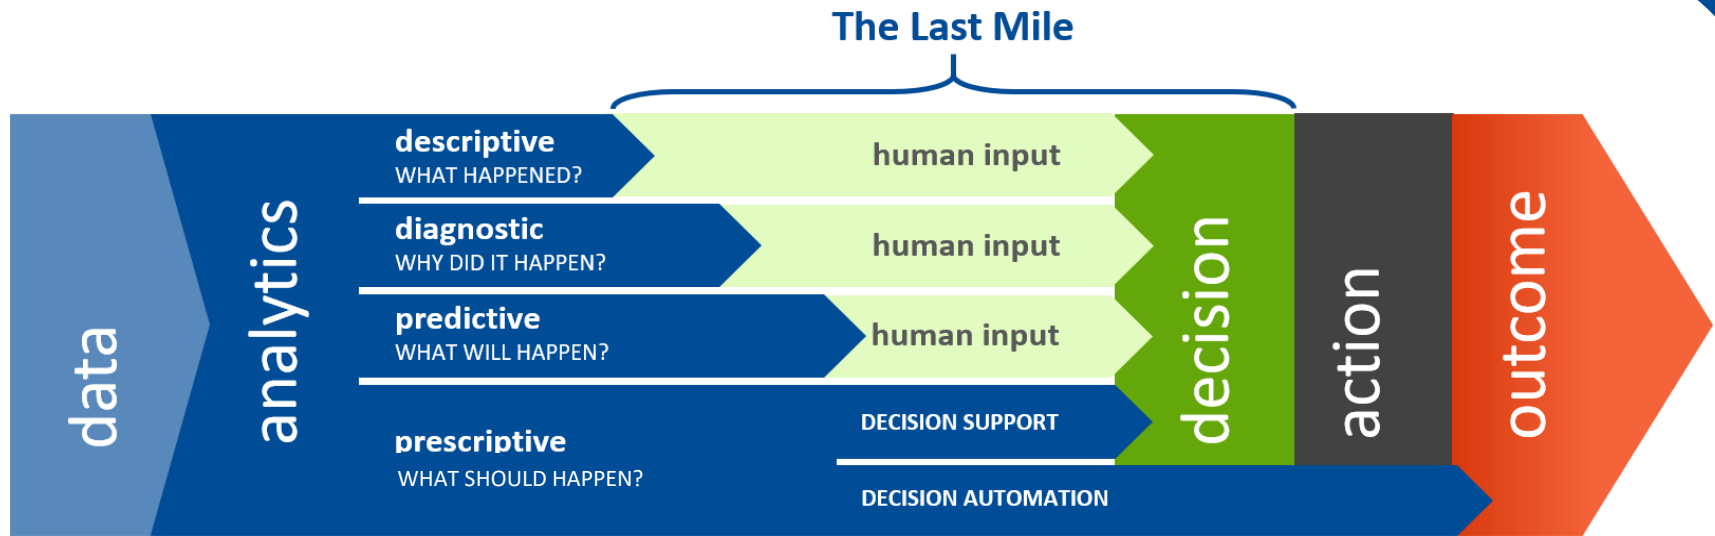 The Last Mile
data
analytics
descriptive
WHAT HAPPENED?
human input
diagnostic
WHY DID IT HAPPEN?
human input
predictive
WHAT WILL HAPPEN?
human input
prescriptive
WHAT SHOULD HAPPEN?
DECISION SUPPORT
DECISION AUTOMATION
decision
action
outcome